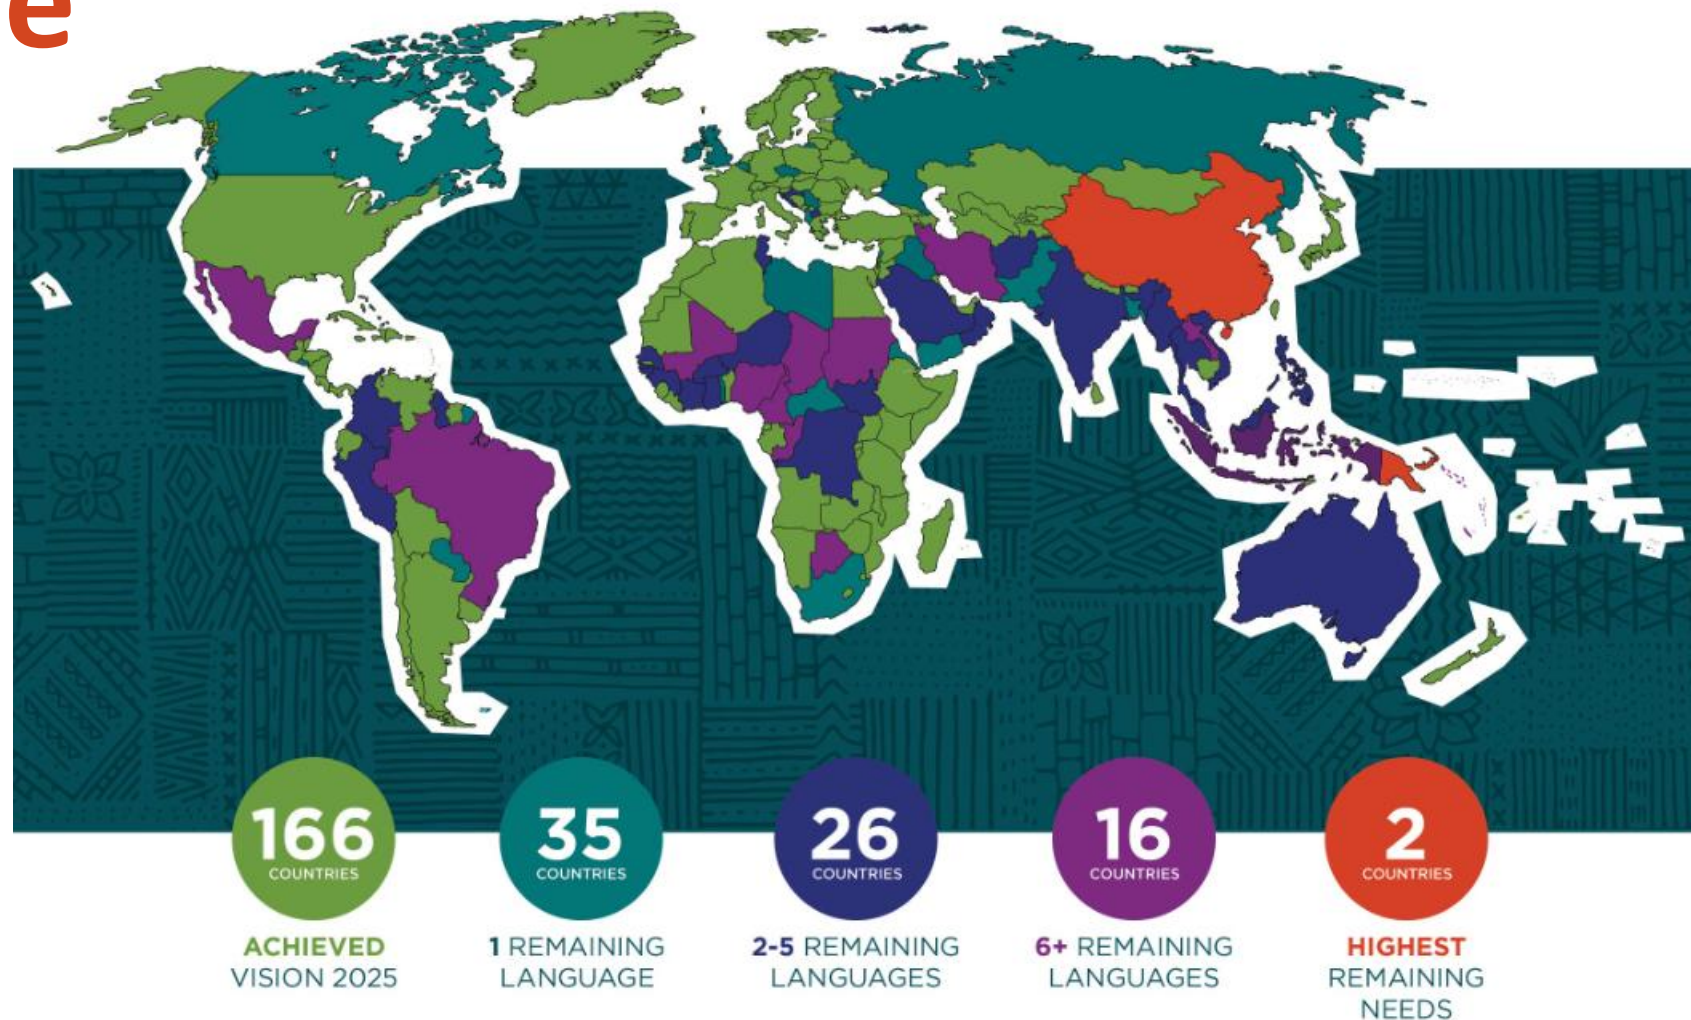 e
166
COUNTRIES
ACHIEVED
VISION 2025
35
COUNTRIES
1 REMAINING
LANGUAGE
26
COUNTRIES
2-5 REMAINING
LANGUAGES
16
COUNTRIES
6+ REMAINING
LANGUAGES
2
COUNTRIES
HIGHEST
REMAINING
NEEDS